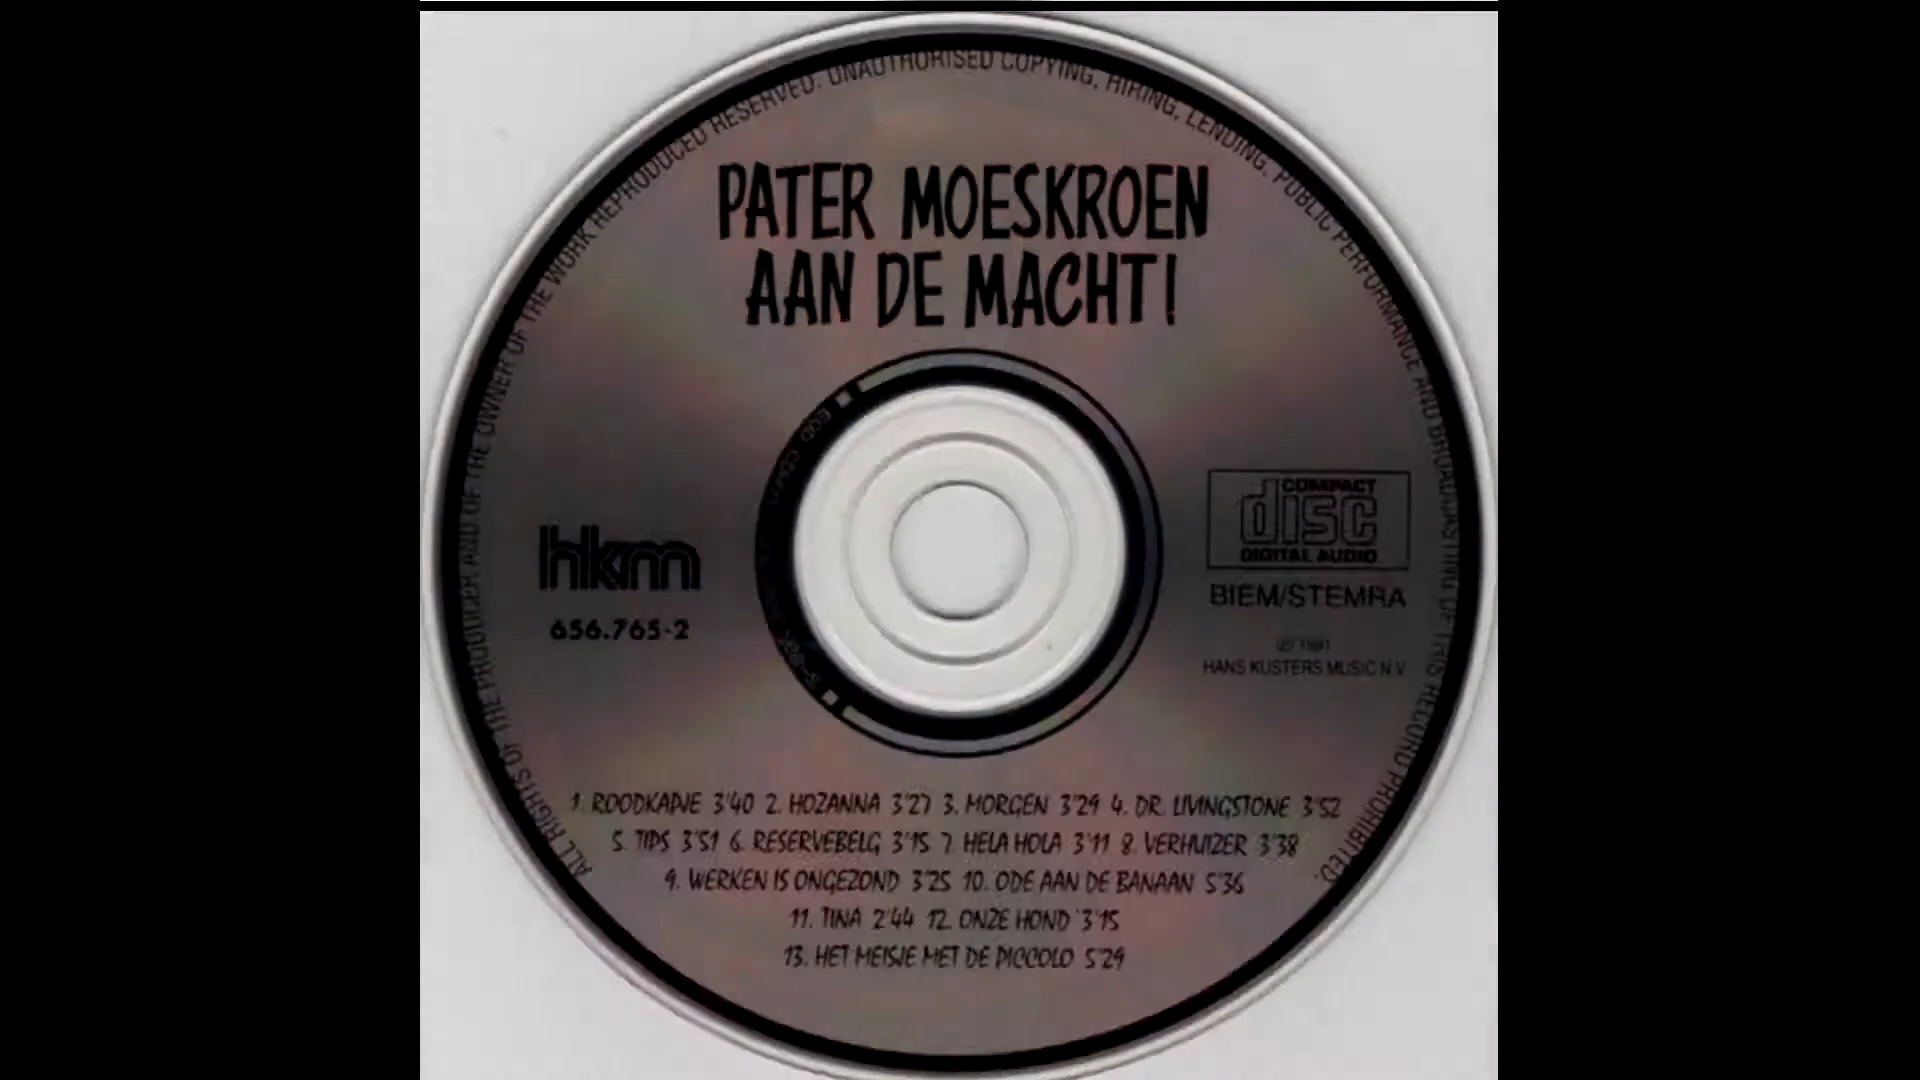 ALL RIGHTS OF THE PRODUCER AND OF THE OWNER OF THE WORK REPRODUCED RESERVED. UNAUTHORISED COPYING, HIRING, LENDING, PUBLIC PERFORMANCE AND BROADCASTING OF THIS RECORD PROHIBITED.
PATER MOESKROEN
AAN DE MACHT!
hkm
656.765-2
COMPACT
disc
DIGITAL AUDIO
BIEM/STEMRA
1991
HANS KUSTERS MUSIC N.V.
1. ROODKAPJE 3'40 2. HOZANNA 3'27 3. MORGEN 3'29 4. DR. LIVINGSTONE 3'52
5. TIPS 3'51 6. RESERVEBELG 3'15 7. HELA HOLA 3'11 8. VERHUIZER 3'38
9. WERKEN IS ONGEZOND 3'25 10. ODE AAN DE BANAAN 5'36
11. TINA 2'44 12. ONZE HOND 3'15
13. HET MEISJE MET DE PICCOLO 5'29